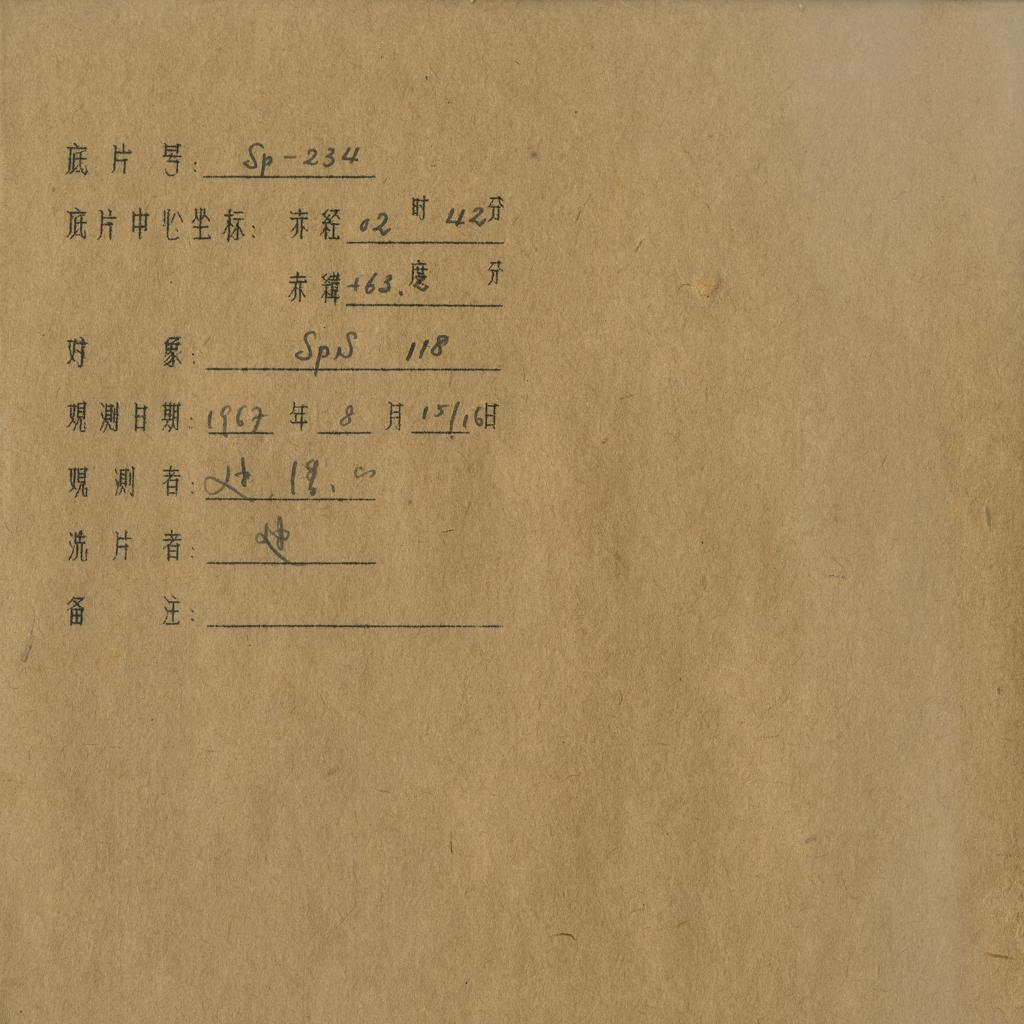 底片号: Sp-234
底片中心坐标: 赤经 02 时 42 分
赤緯 +63. 度 分
对象: SpS 118
观测日期: 1967 年 8 月 15/16 日
观测者:
洗片者:
备注: